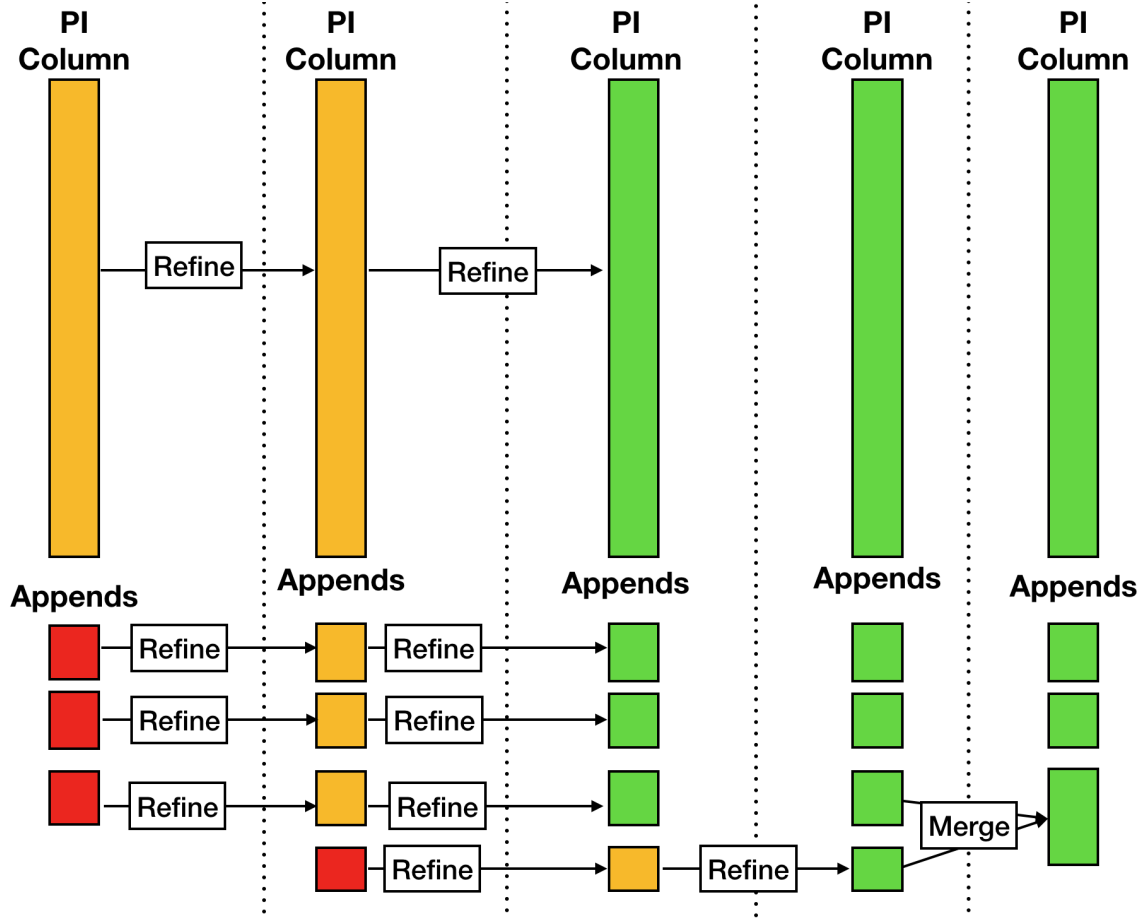 PI
Column
PI
Column
PI
Column
PI
Column
PI
Column
Refine
Refine
Appends
Appends
Appends
Appends
Appends
Refine
Refine
Refine
Refine
Refine
Refine
Merge
Refine
Refine